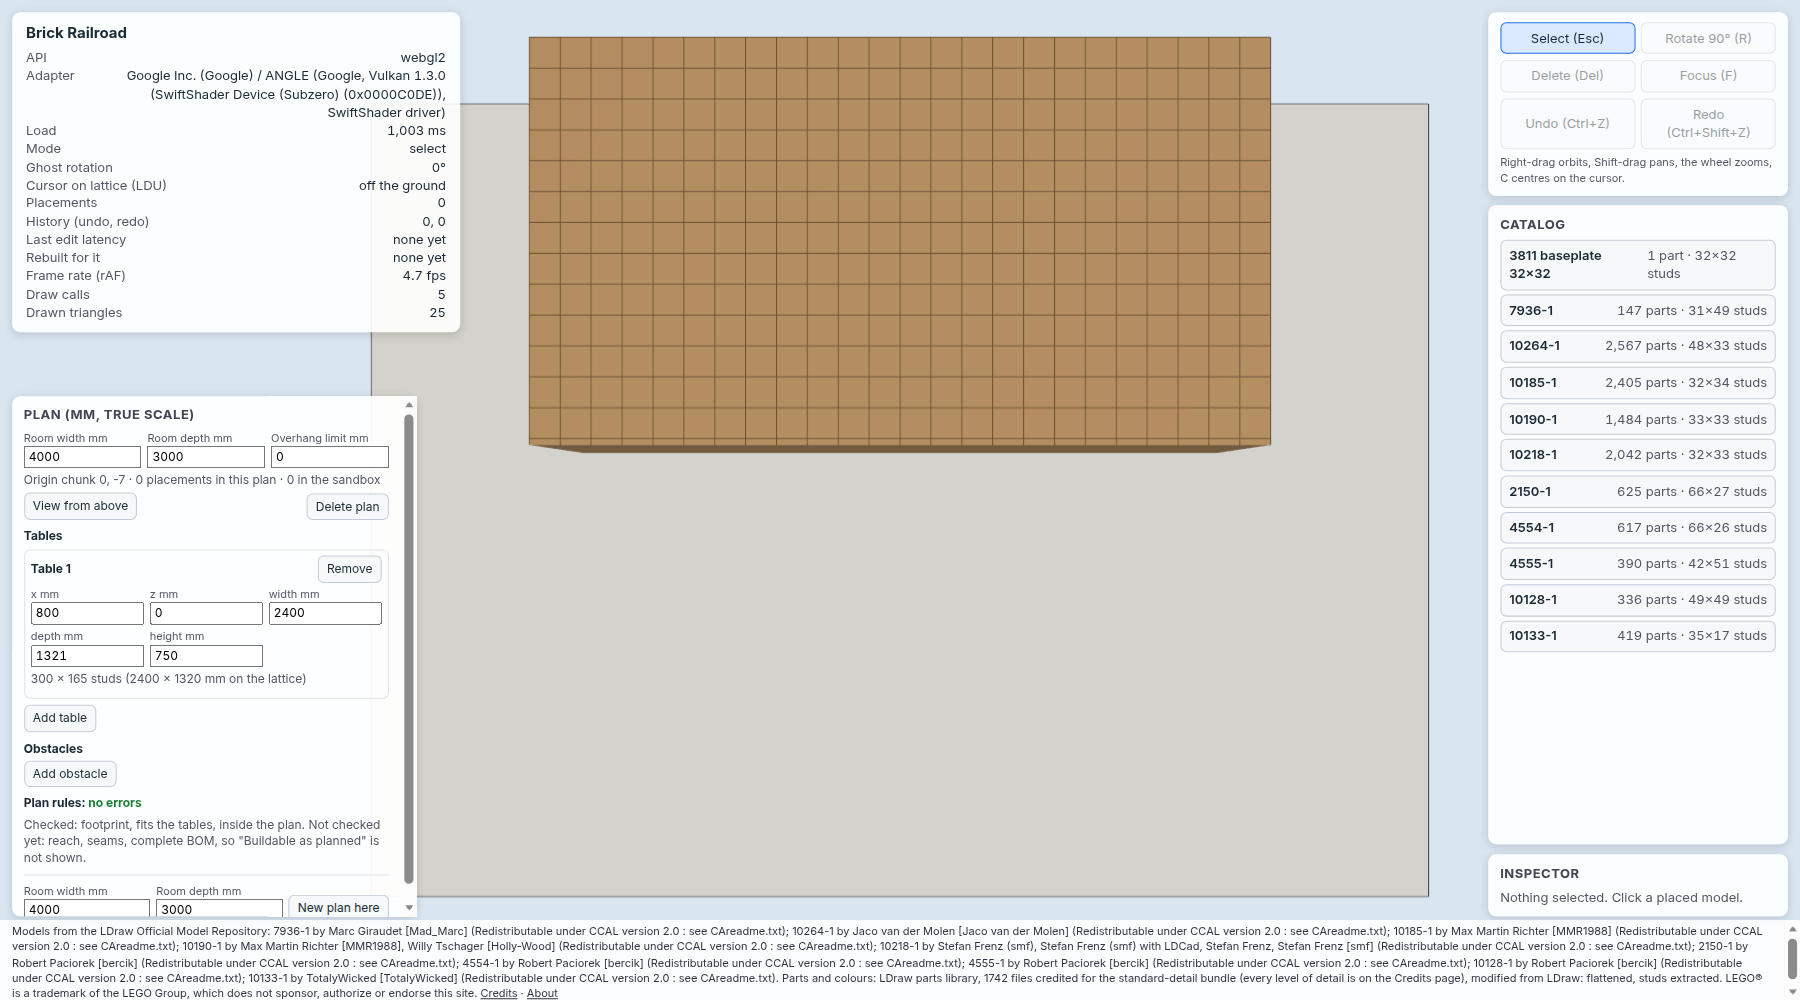 Brick Railroad
API webgl2
Adapter Google Inc. (Google) / ANGLE (Google, Vulkan 1.3.0
(SwiftShader Device (Subzero) (0x0000C0DE)),
SwiftShader driver)
Load 1,003 ms
Mode select
Ghost rotation 0°
Cursor on lattice (LDU) off the ground
Placements 0
History (undo, redo) 0, 0
Last edit latency none yet
Rebuilt for it none yet
Frame rate (rAF) 4.7 fps
Draw calls 5
Drawn triangles 25
PLAN (MM, TRUE SCALE)
Room width mm Room depth mm Overhang limit mm
4000 3000 0
Origin chunk 0, -7 · 0 placements in this plan · 0 in the sandbox
View from above Delete plan
Tables
Table 1 Remove
x mm z mm width mm
800 0 2400
depth mm height mm
1321 750
300 × 165 studs (2400 × 1320 mm on the lattice)
Add table
Obstacles
Add obstacle
Plan rules: no errors
Checked: footprint, fits the tables, inside the plan. Not checked
yet: reach, seams, complete BOM, so "Buildable as planned" is
not shown.
Room width mm Room depth mm
4000 3000 New plan here
Select (Esc) Rotate 90° (R)
Delete (Del) Focus (F)
Undo (Ctrl+Z) Redo
(Ctrl+Shift+Z)
Right-drag orbits, Shift-drag pans, the wheel zooms,
C centres on the cursor.
CATALOG
3811 baseplate 1 part · 32×32
32×32 studs
7936-1 147 parts · 31×49 studs
10264-1 2,567 parts · 48×33 studs
10185-1 2,405 parts · 32×34 studs
10190-1 1,484 parts · 33×33 studs
10218-1 2,042 parts · 32×33 studs
2150-1 625 parts · 66×27 studs
4554-1 617 parts · 66×26 studs
4555-1 390 parts · 42×51 studs
10128-1 336 parts · 49×49 studs
10133-1 419 parts · 35×17 studs
INSPECTOR
Nothing selected. Click a placed model.
Models from the LDraw Official Model Repository: 7936-1 by Marc Giraudet [Mad_Marc] (Redistributable under CCAL version 2.0 : see CAreadme.txt); 10264-1 by Jaco van der Molen [Jaco van der Molen] (Redistributable under CCAL version 2.0 : see CAreadme.txt); 10185-1 by Max Martin Richter [MMR1988] (Redistributable under CCAL
version 2.0 : see CAreadme.txt); 10190-1 by Max Martin Richter [MMR1988], Willy Tschager [Holly-Wood] (Redistributable under CCAL version 2.0 : see CAreadme.txt); 10218-1 by Stefan Frenz (smf), Stefan Frenz (smf) with LDCad, Stefan Frenz, Stefan Frenz [smf] (Redistributable under CCAL version 2.0 : see CAreadme.txt); 2150-1 by
Robert Paciorek [bercik] (Redistributable under CCAL version 2.0 : see CAreadme.txt); 4554-1 by Robert Paciorek [bercik] (Redistributable under CCAL version 2.0 : see CAreadme.txt); 4555-1 by Robert Paciorek [bercik] (Redistributable under CCAL version 2.0 : see CAreadme.txt); 10128-1 by Robert Paciorek [bercik] (Redistributable
under CCAL version 2.0 : see CAreadme.txt); 10133-1 by TotalyWicked [TotalyWicked] (Redistributable under CCAL version 2.0 : see CAreadme.txt). Parts and colours: LDraw parts library, 1742 files credited for the standard-detail bundle (every level of detail is on the Credits page), modified from LDraw: flattened, studs extracted. LEGO®
is a trademark of the LEGO Group, which does not sponsor, authorize or endorse this site. Credits · About